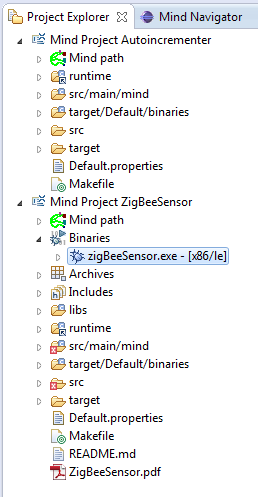 Project Explorer
Mind Navigator
Mind Project Autoincrementer
Mind path
runtime
src/main/mind
target/Default/binaries
src
target
Default.properties
Makefile
Mind Project ZigBeeSensor
Mind path
Binaries
zigBeeSensor.exe - [x86/le]
Archives
Includes
libs
runtime
src/main/mind
target/Default/binaries
src
target
Default.properties
Makefile
README.md
ZigBeeSensor.pdf